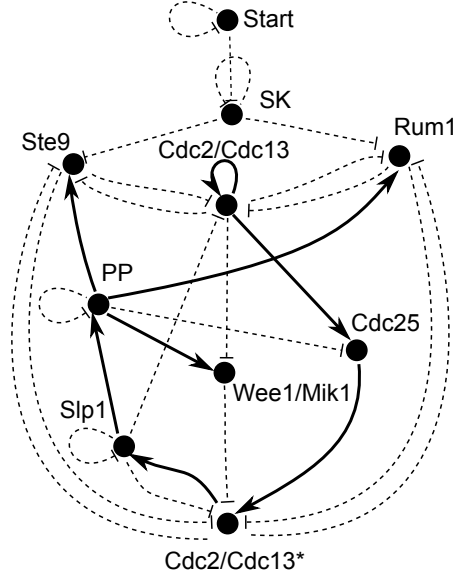 Start
SK
Rum1
Ste9
Cdc2/Cdc13
PP
Cdc25
Wee1/Mik1
Slp1
Cdc2/Cdc13*